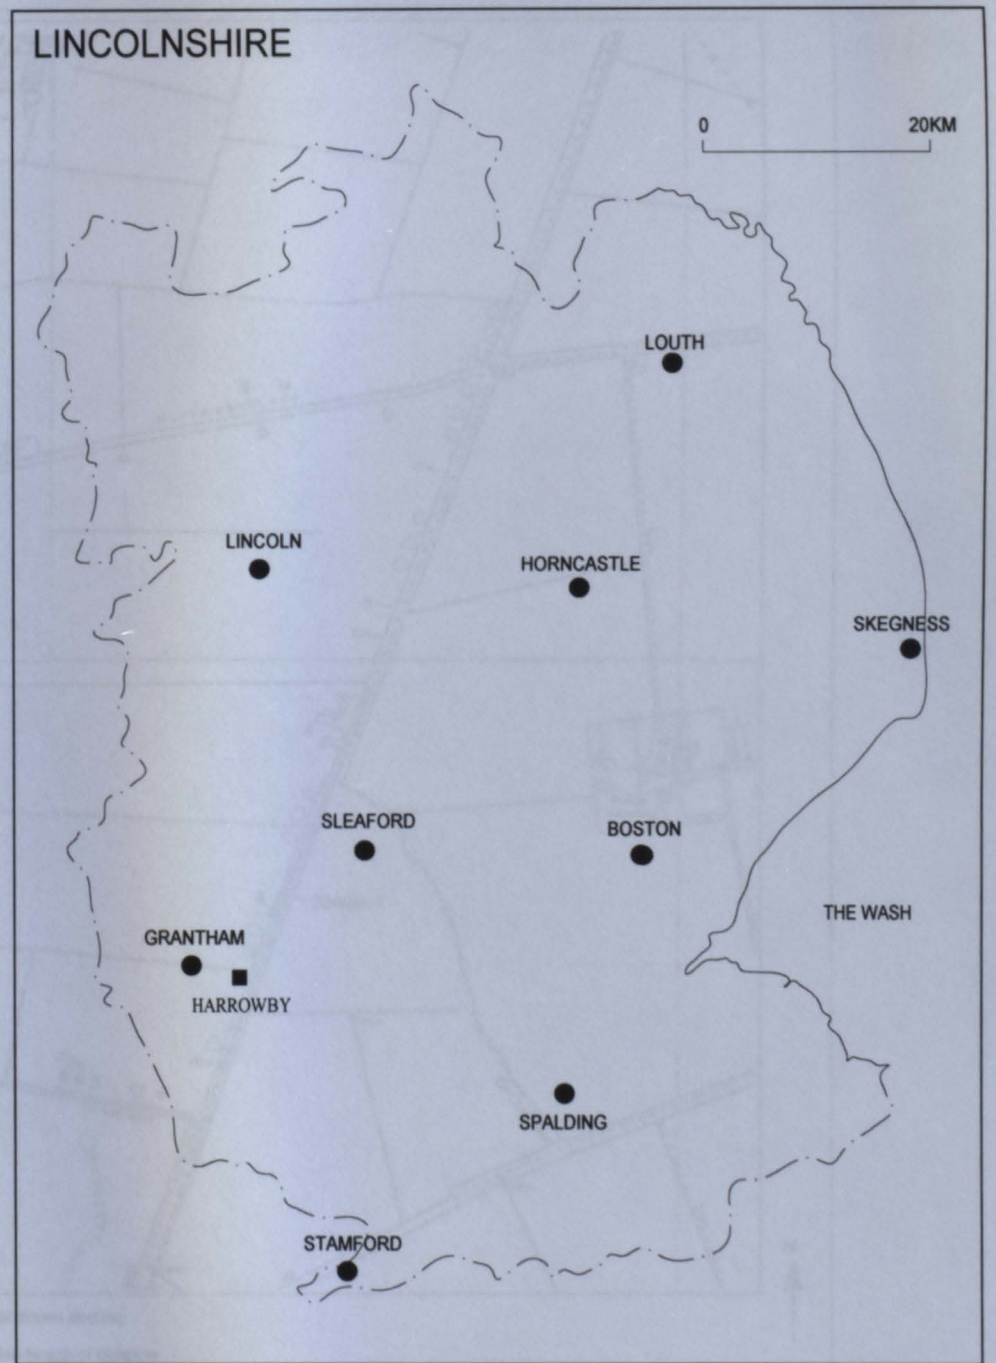 LINCOLNSHIRE
0 20KM
LOUTH
LINCOLN
HORNCASTLE
SKEGNESS
SLEAFORD
BOSTON
THE WASH
GRANTHAM
HARROWBY
SPALDING
STAMFORD